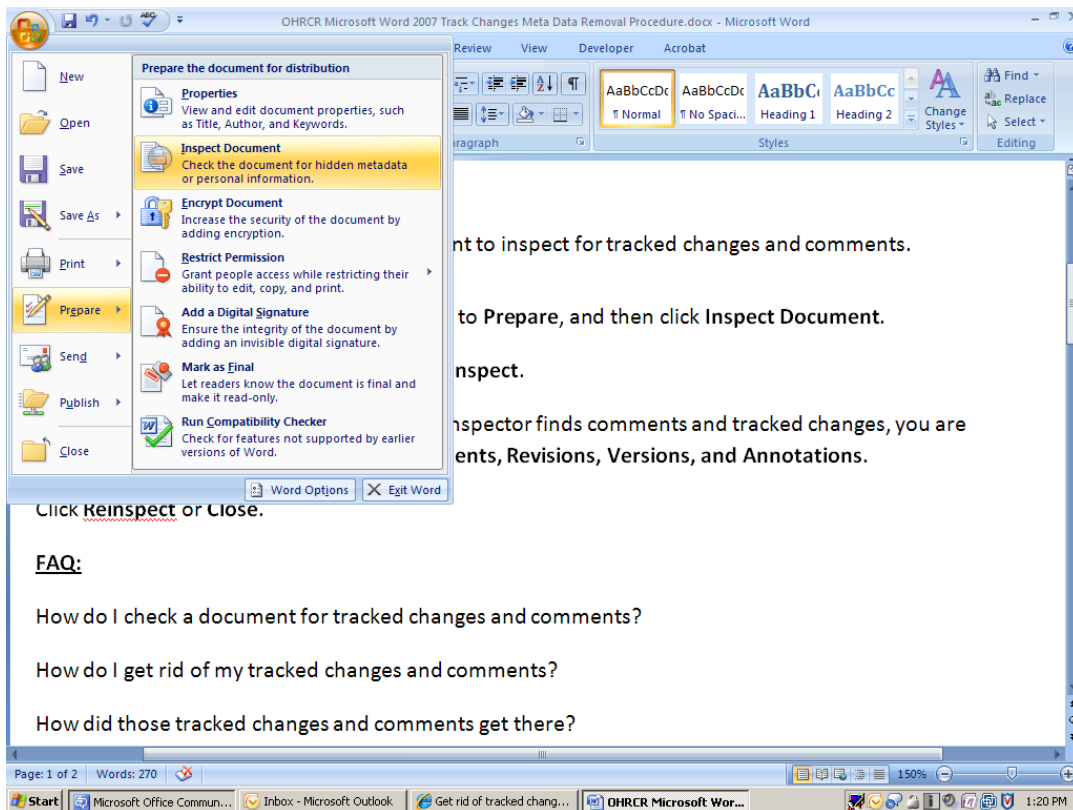 OHRCR Microsoft Word 2007 Track Changes Meta Data Removal Procedure.docx - Microsoft Word
Review View Developer Acrobat
New
Open
Save
Save As
Print
Prepare
Send
Publish
Close
Prepare the document for distribution
Properties
View and edit document properties, such
as Title, Author, and Keywords.
Inspect Document
Check the document for hidden metadata
or personal information.
Encrypt Document
Increase the security of the document by
adding encryption.
Restrict Permission
Grant people access while restricting their
ability to edit, copy, and print.
Add a Digital Signature
Ensure the integrity of the document by
adding an invisible digital signature.
Mark as Final
Let readers know the document is final and
make it read-only.
Run Compatibility Checker
Check for features not supported by earlier
versions of Word.
Word Options Exit Word
AaBbCcDc AaBbCcDc AaBbC AaBbCc
¶ Normal ¶ No Spaci... Heading 1 Heading 2
Change
Styles
Find
Replace
Select
aragraph Styles Editing
nt to inspect for tracked changes and comments.
to Prepare, and then click Inspect Document.
nspect.
nspector finds comments and tracked changes, you are
ents, Revisions, Versions, and Annotations.
Click Reinspect or Close.
FAQ:
How do I check a document for tracked changes and comments?
How do I get rid of my tracked changes and comments?
How did those tracked changes and comments get there?
Page: 1 of 2 Words: 270 150%
Start Microsoft Office Commun... Inbox - Microsoft Outlook Get rid of tracked chang... OHRCR Microsoft Wor... 1:20 PM